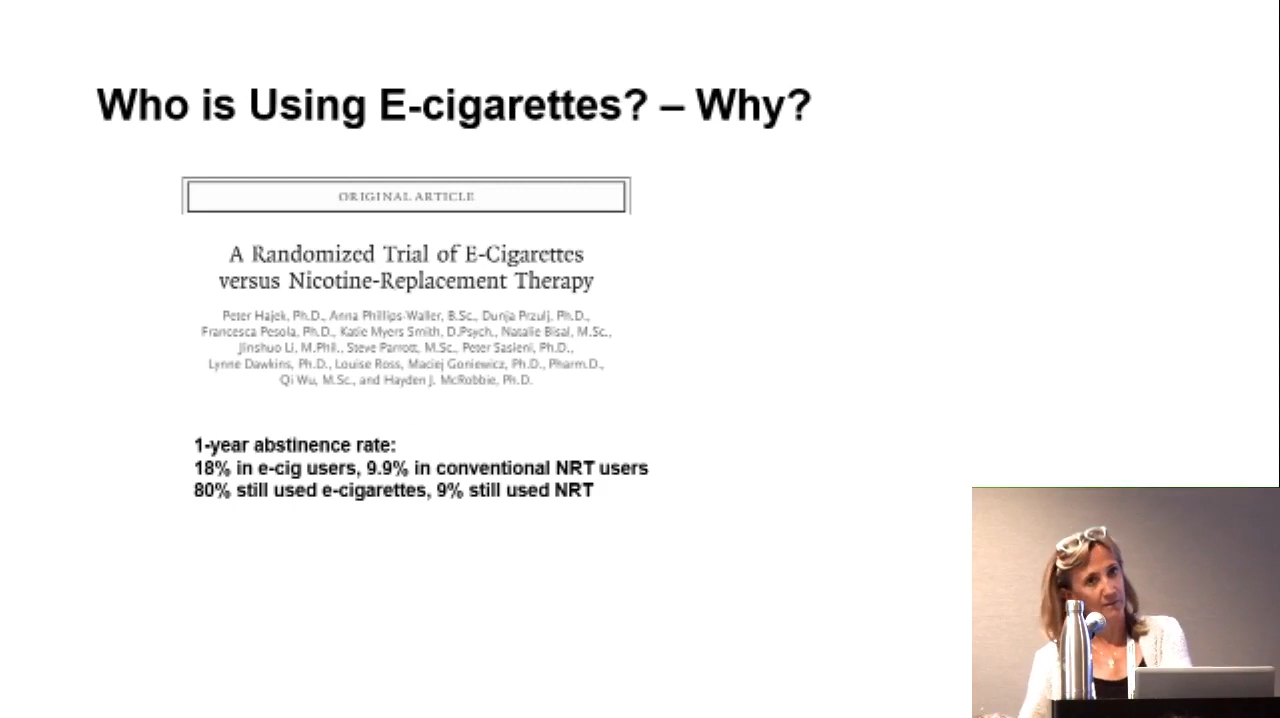 Who is Using E-cigarettes? – Why?
ORIGINAL ARTICLE
A Randomized Trial of E-Cigarettes
versus Nicotine-Replacement Therapy
Peter Hajek, Ph.D., Anna Phillips-Waller, B.Sc., Dunja Przulj, Ph.D.,
Francesca Pesola, Ph.D., Katie Myers Smith, D.Psych., Natalie Bisal, M.Sc.,
Jinshuo Li, M.Phil., Steve Parrott, M.Sc., Peter Sasieni, Ph.D.,
Lynne Dawkins, Ph.D., Louise Ross, Maciej Goniewicz, Ph.D., Pharm.D.,
Qi Wu, M.Sc., and Hayden J. McRobbie, Ph.D.
1-year abstinence rate:
18% in e-cig users, 9.9% in conventional NRT users
80% still used e-cigarettes, 9% still used NRT